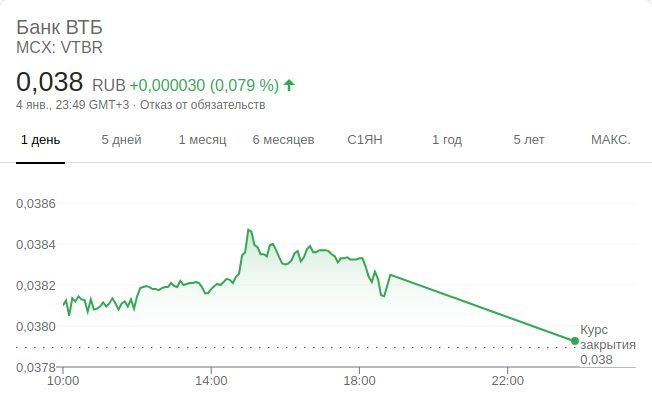 Банк ВТБ
MCX: VTBR
0,038 RUB +0,000030 (0,079 %)
4 янв., 23:49 GMT+3 · Отказ от обязательств
1 день 5 дней 1 месяц 6 месяцев С1ЯН 1 год 5 лет МАКС.
0,0386
0,0384
0,0382
0,0380
0,0378
Курс
закрытия
0,038
10:00 14:00 18:00 22:00